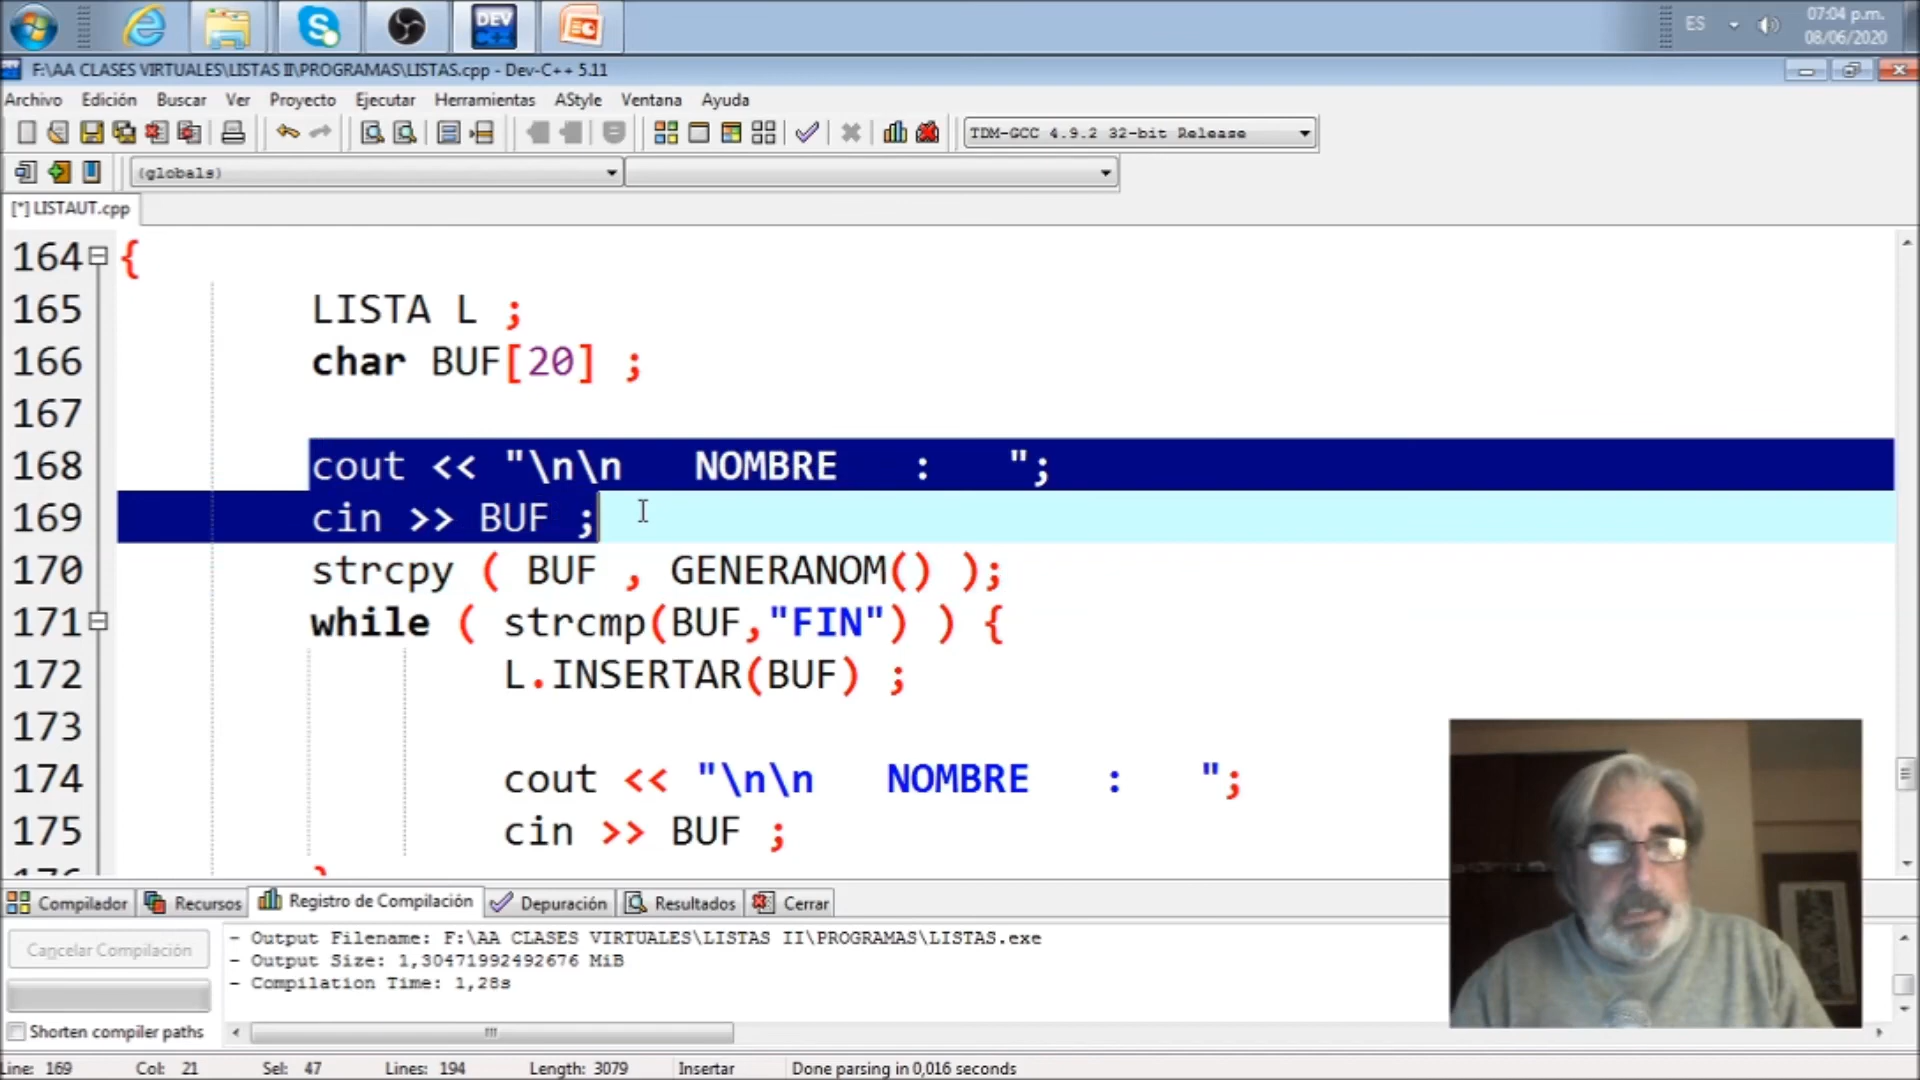 DEV
C++
ES
07:04 p.m.
08/06/2020
F:\AA CLASES VIRTUALES\LISTAS II\PROGRAMAS\LISTAS.cpp - Dev-C++ 5.11
Archivo Edición Buscar Ver Proyecto Ejecutar Herramientas AStyle Ventana Ayuda
TDM-GCC 4.9.2 32-bit Release
(globals)
[*] LISTAUT.cpp
164 {
165 LISTA L ;
166 char BUF[20] ;
167
168 cout << "\n\n   NOMBRE   :   ";
169 cin >> BUF ;
170 strcpy ( BUF , GENERANOM() );
171 while ( strcmp(BUF,"FIN") ) {
172 L.INSERTAR(BUF) ;
173
174 cout << "\n\n   NOMBRE   :   ";
175 cin >> BUF ;
176 }
Compilador Recursos Registro de Compilación Depuración Resultados Cerrar
Cancelar Compilación
- Output Filename: F:\AA CLASES VIRTUALES\LISTAS II\PROGRAMAS\LISTAS.exe
- Output Size: 1,30471992492676 MiB
- Compilation Time: 1,28s
Shorten compiler paths
Line: 169 Col: 21 Sel: 47 Lines: 194 Length: 3079 Insertar Done parsing in 0,016 seconds